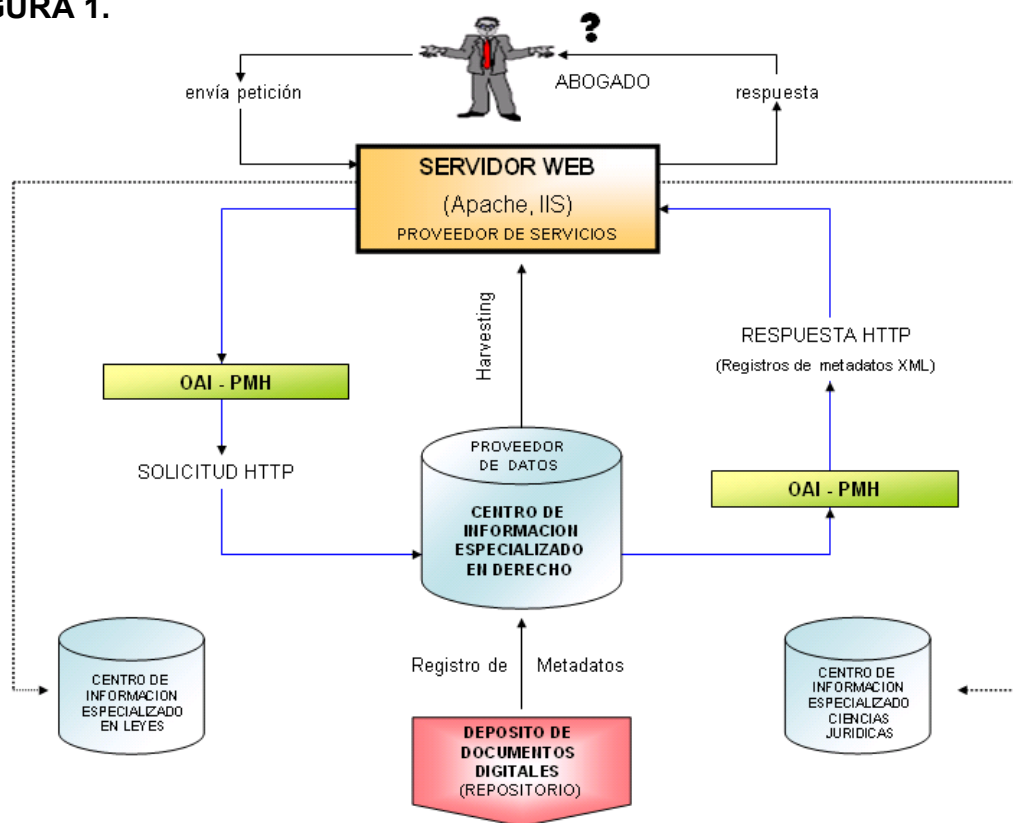 GURA 1.
?
ABOGADO
envía petición
respuesta
SERVIDOR WEB
(Apache, IIS)
PROVEEDOR DE SERVICIOS
Harvesting
RESPUESTA HTTP
(Registros de metadatos XML)
OAI - PMH
SOLICITUD HTTP
PROVEEDOR
DE DATOS
CENTRO DE
INFORMACION
ESPECIALIZADO
EN DERECHO
OAI - PMH
Registro de Metadatos
CENTRO DE
INFORMACION
ESPECIALIZADO
EN LEYES
CENTRO DE
INFORMACION
ESPECIALIZADO
CIENCIAS
JURIDICAS
DEPOSITO DE
DOCUMENTOS
DIGITALES
(REPOSITORIO)